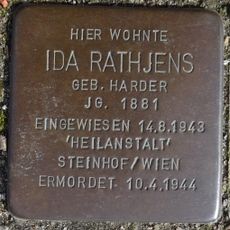 HIER WOHNTE
IDA RATHJENS
GEB. HARDER
JG. 1881
EINGEWIESEN 14.8.1943
'HEILANSTALT'
STEINHOF/WIEN
ERMORDET 10.4.1944